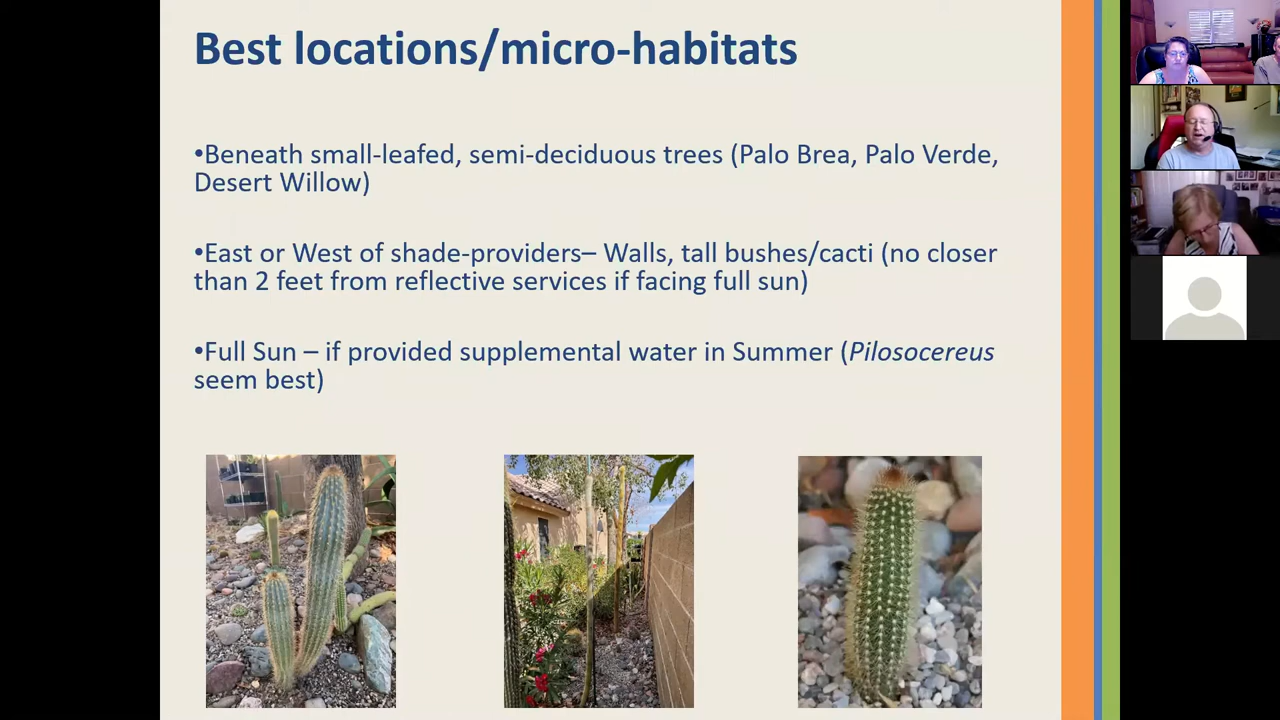 Best locations/micro-habitats
•Beneath small-leafed, semi-deciduous trees (Palo Brea, Palo Verde,
Desert Willow)
•East or West of shade-providers– Walls, tall bushes/cacti (no closer
than 2 feet from reflective services if facing full sun)
•Full Sun – if provided supplemental water in Summer (Pilosocereus
seem best)